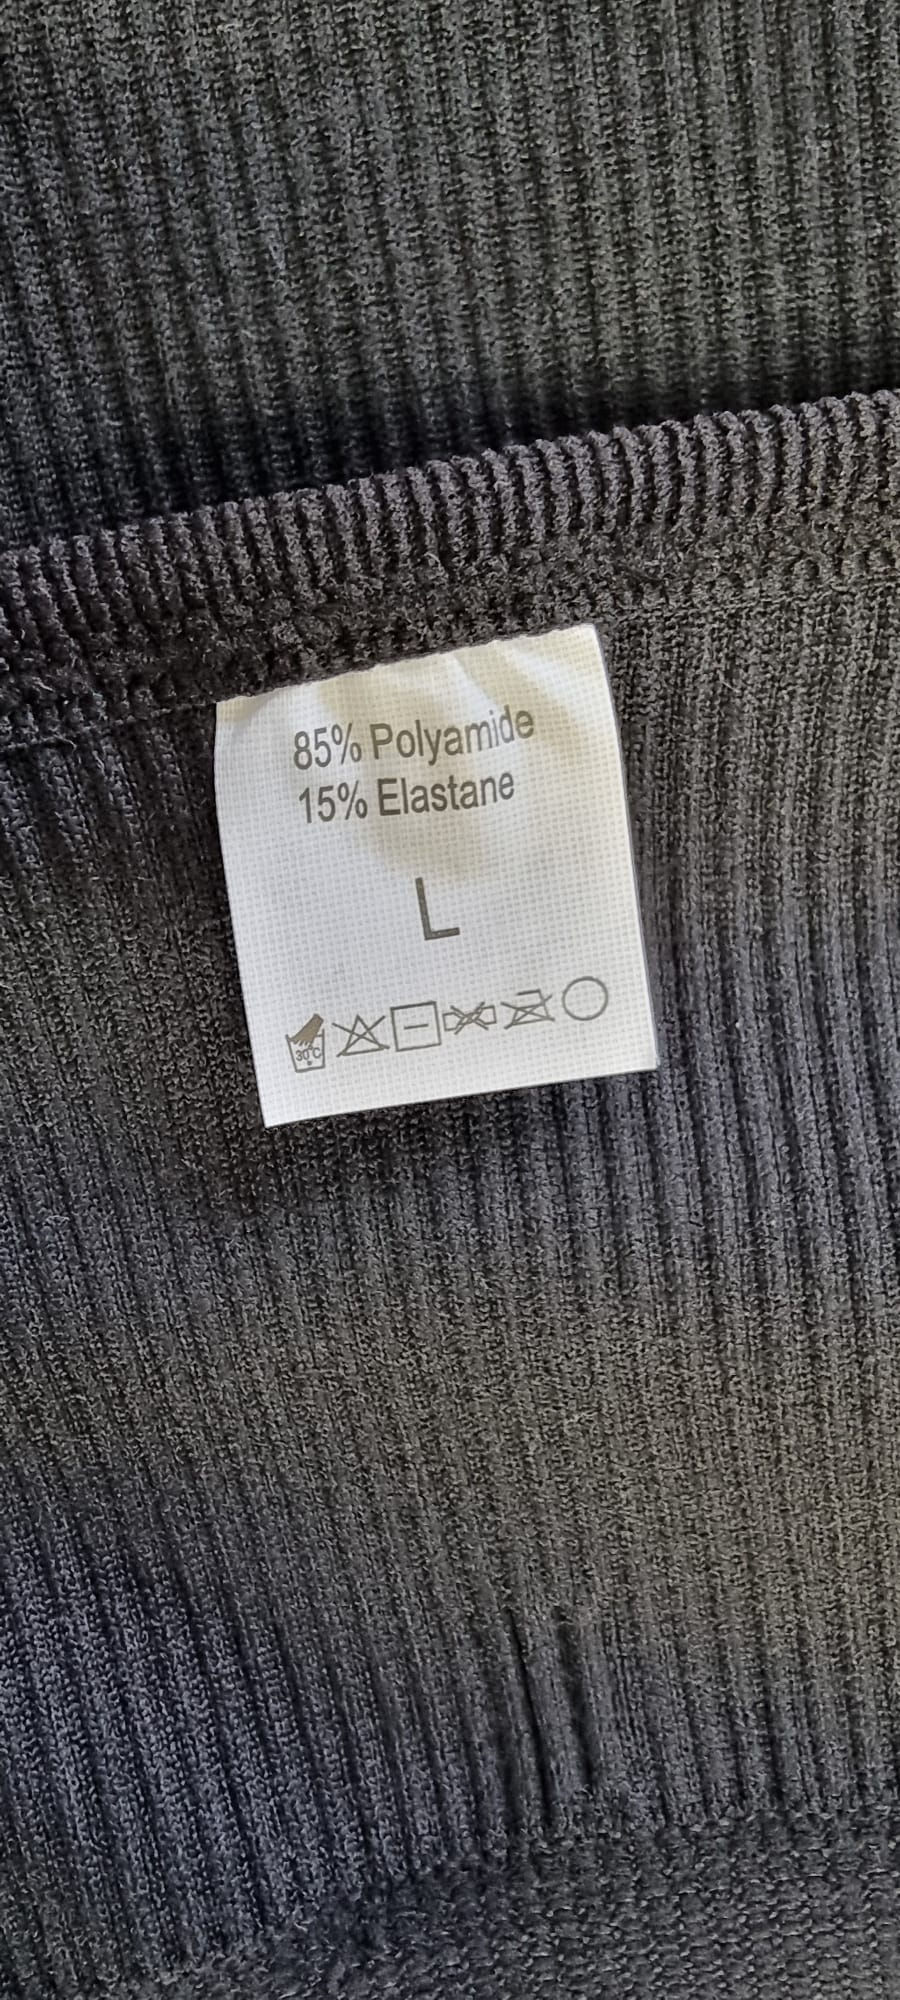 85% Polyamide
15% Elastane
L
30°C